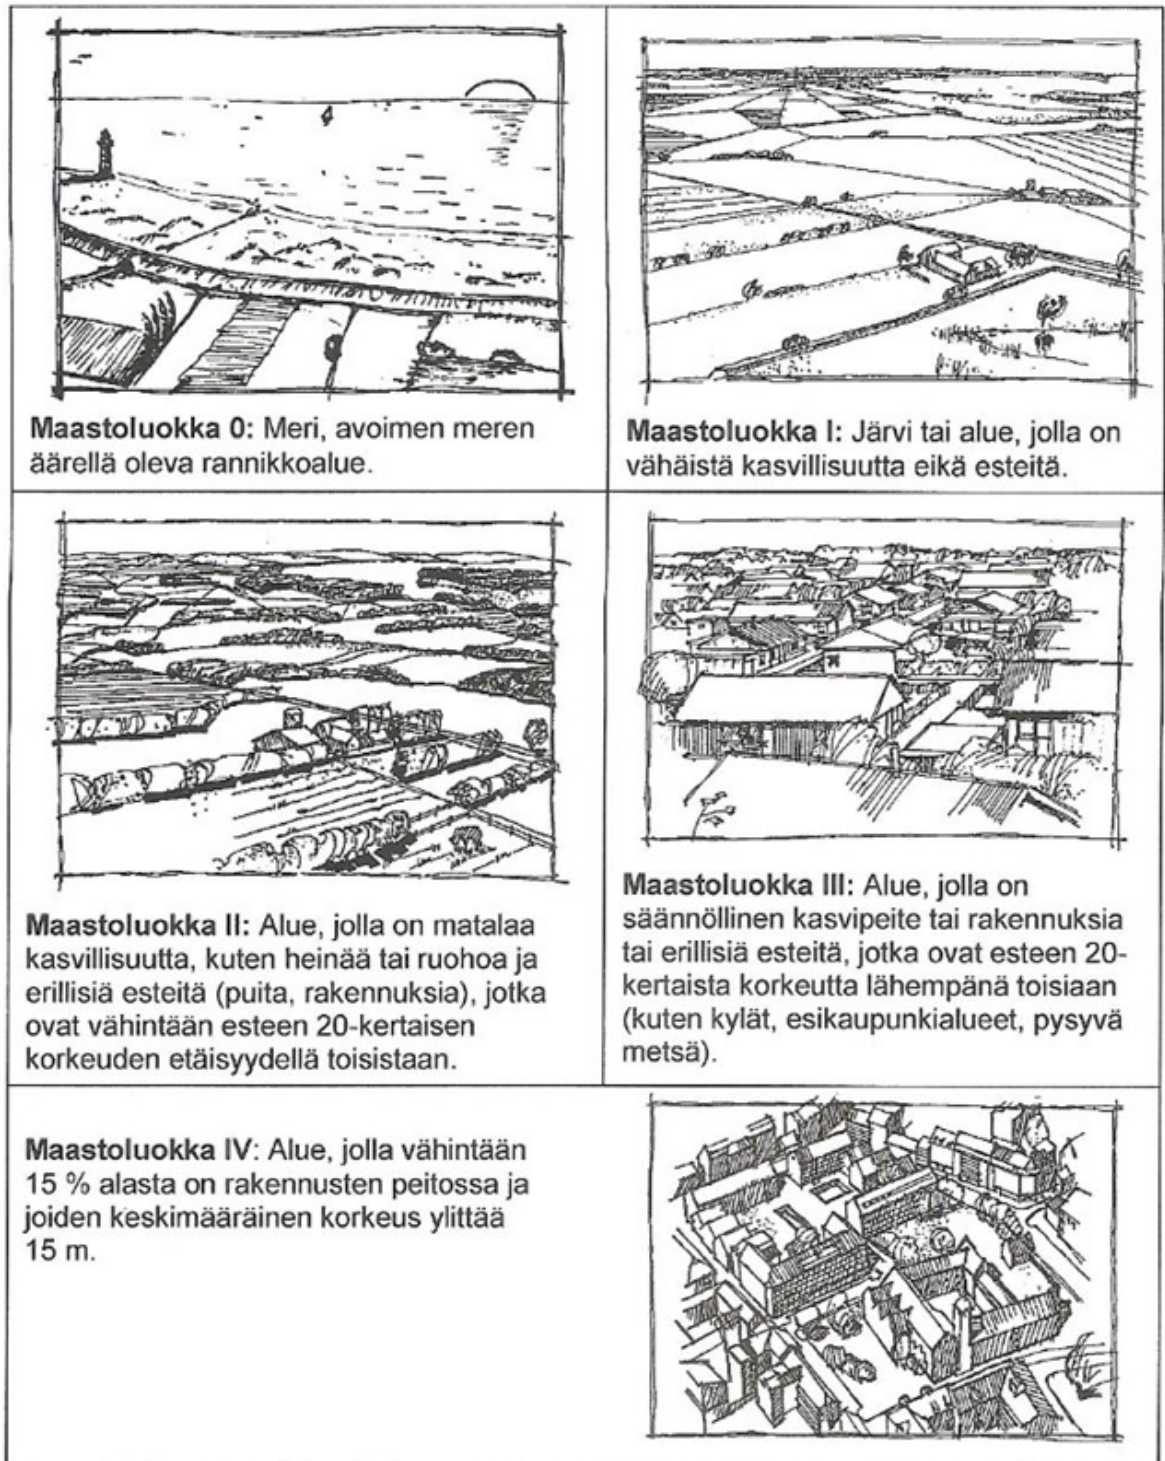 Maastoluokka 0: Meri, avoimen meren
äärellä oleva rannikkoalue.
Maastoluokka I: Järvi tai alue, jolla on
vähäistä kasvillisuutta eikä esteitä.
Maastoluokka II: Alue, jolla on matalaa
kasvillisuutta, kuten heinää tai ruohoa ja
erillisiä esteitä (puita, rakennuksia), jotka
ovat vähintään esteen 20-kertaisen
korkeuden etäisyydellä toisistaan.
Maastoluokka III: Alue, jolla on
säännöllinen kasvipeite tai rakennuksia
tai erillisiä esteitä, jotka ovat esteen 20-
kertaista korkeutta lähempänä toisiaan
(kuten kylät, esikaupunkialueet, pysyvä
metsä).
Maastoluokka IV: Alue, jolla vähintään
15 % alasta on rakennusten peitossa ja
joiden keskimääräinen korkeus ylittää
15 m.